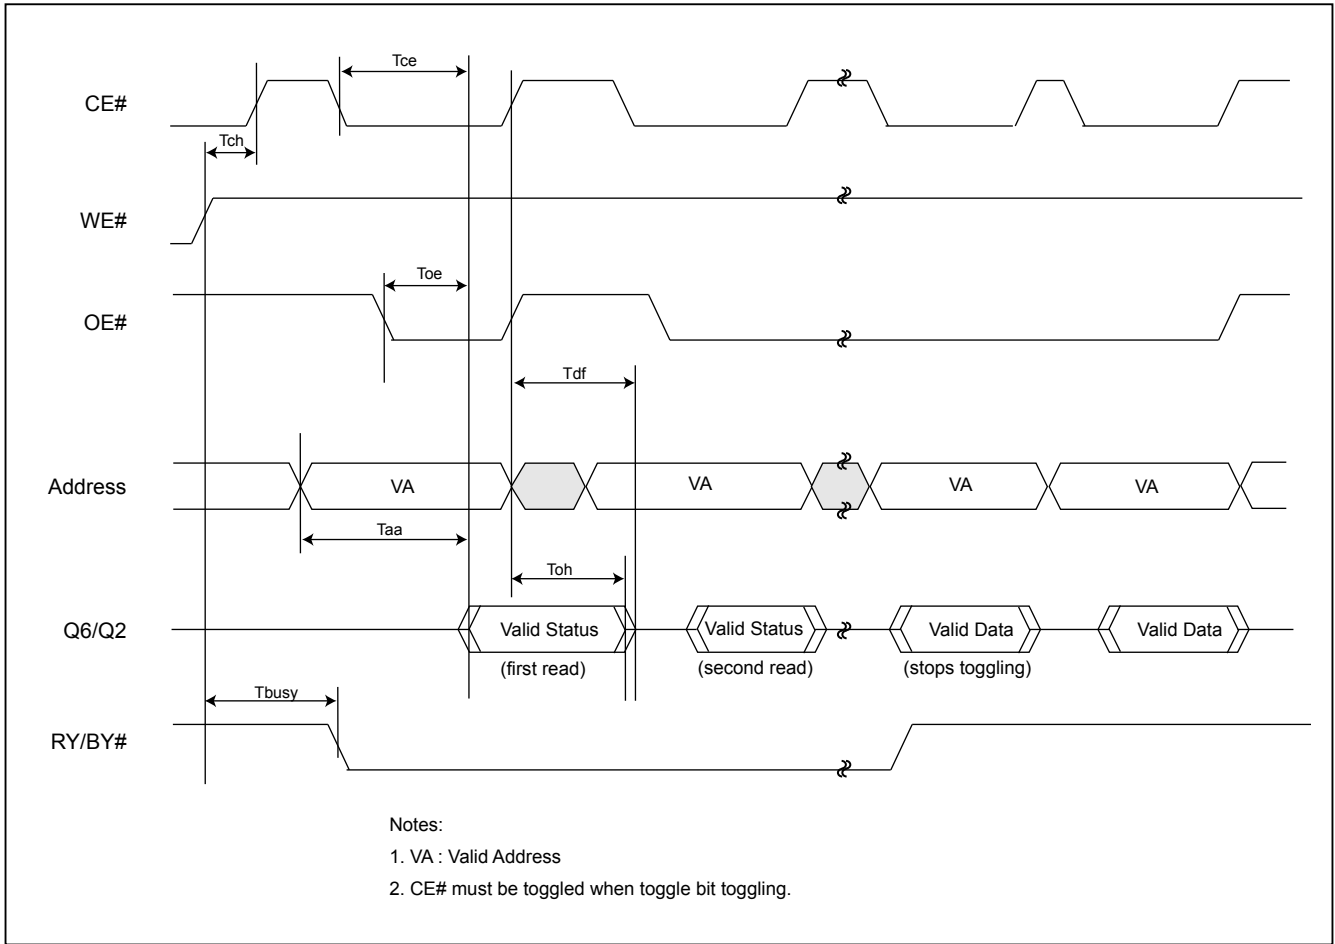 Tce
CE#
Tch
WE#
Toe
OE#
Tdf
Address
VA
VA
VA
VA
Taa
Toh
Q6/Q2
Valid Status
Valid Status
Valid Data
Valid Data
(first read)
(second read)
(stops toggling)
Tbusy
RY/BY#
Notes:
1. VA : Valid Address
2. CE# must be toggled when toggle bit toggling.